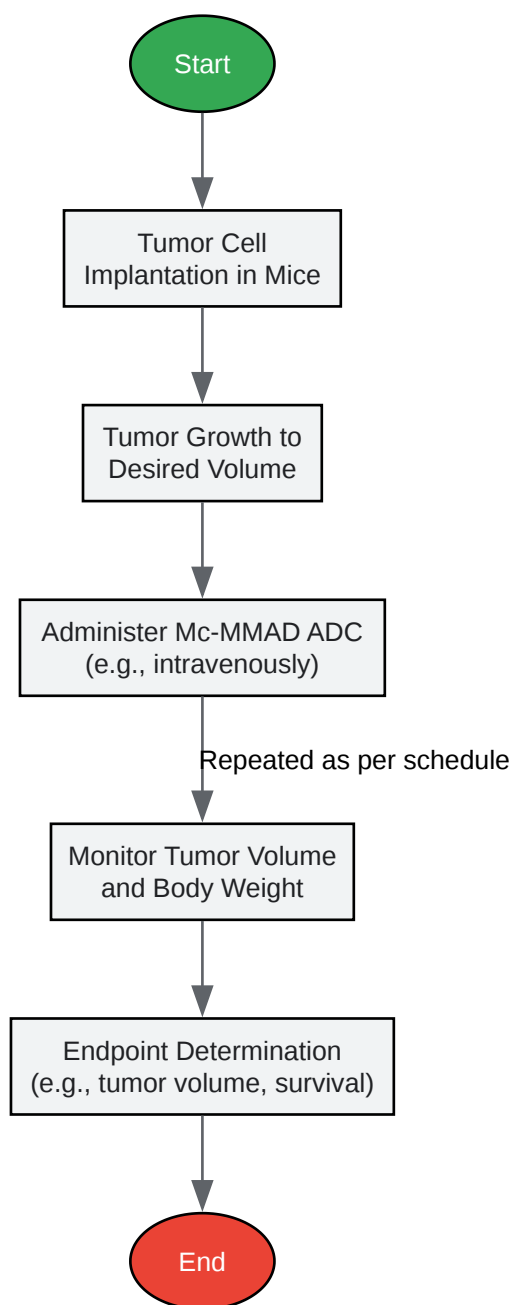 Start
Tumor Cell
Implantation in Mice
Tumor Growth to
Desired Volume
Administer Mc-MMAD ADC
(e.g., intravenously)
Repeated as per schedule
Monitor Tumor Volume
and Body Weight
Endpoint Determination
(e.g., tumor volume, survival)
End